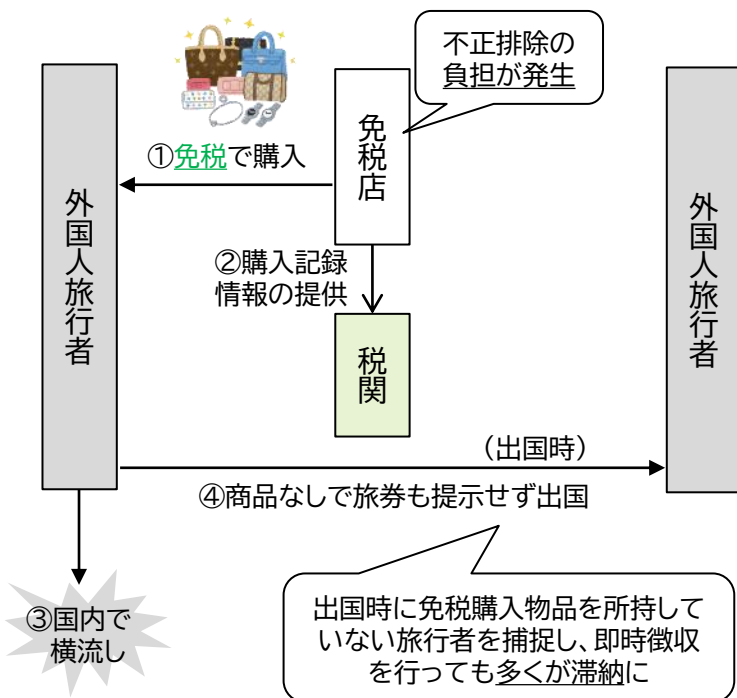 不正排除の
負担が発生
免税店
①免税で購入
外国人旅行者
外国人旅行者
②購入記録
情報の提供
税関
（出国時）
④商品なしで旅券も提示せず出国
③国内で
横流し
出国時に免税購入物品を所持して
いない旅行者を捕捉し、即時徴収
を行っても多くが滞納に